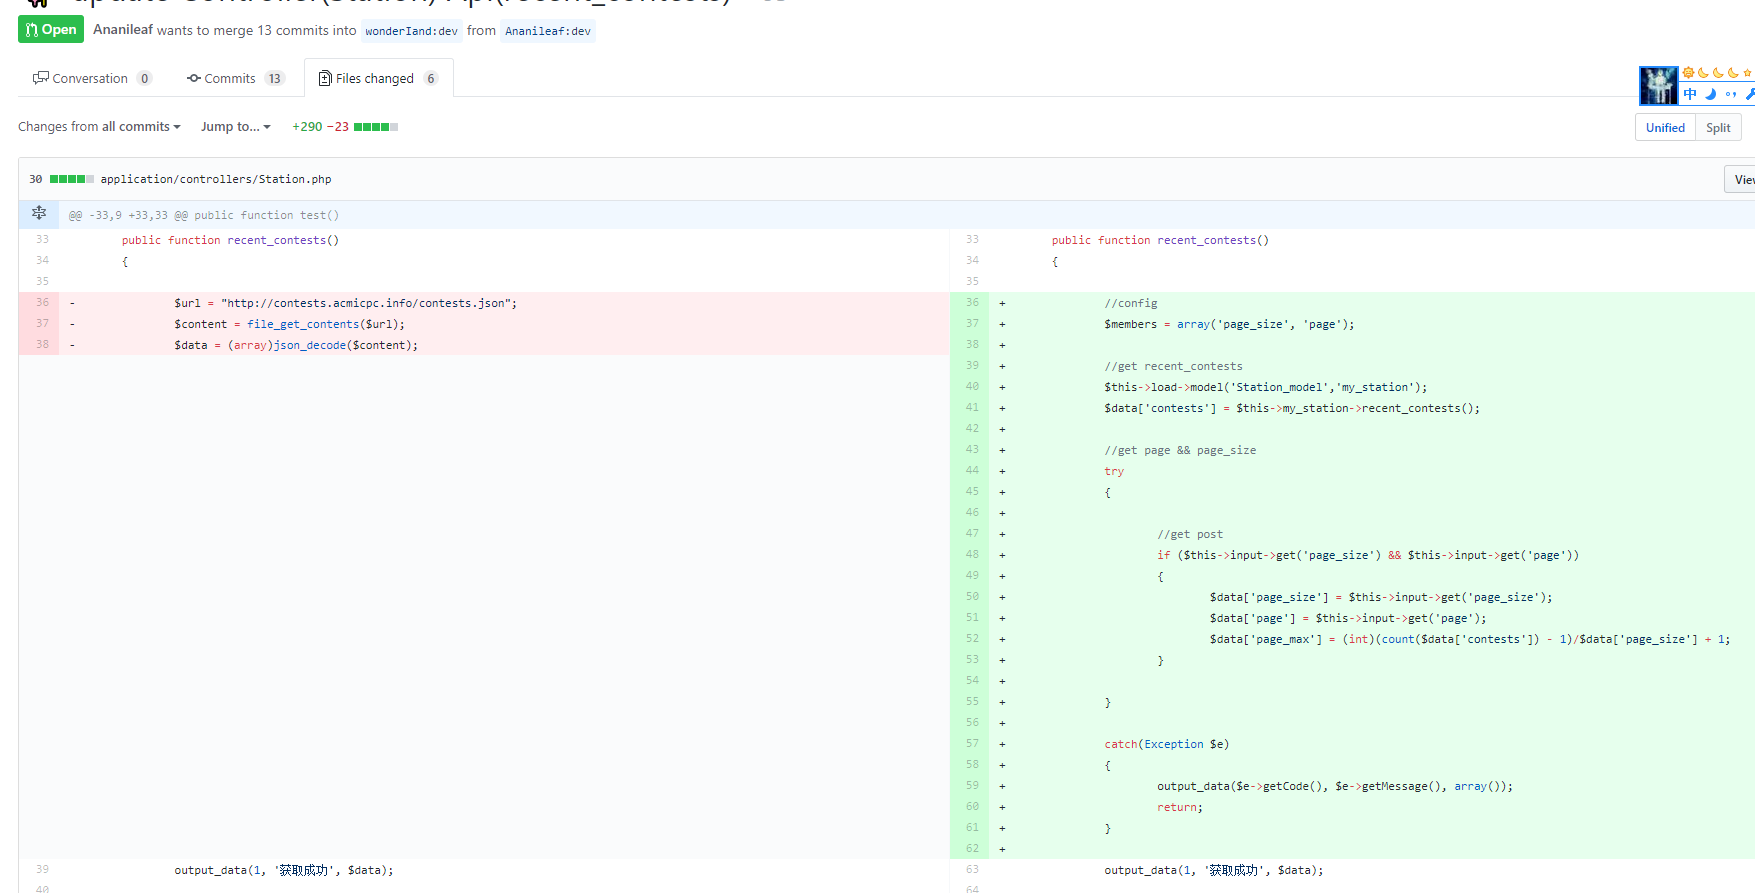 update Controller(Station) Api(recent_contests)
Open Ananileaf wants to merge 13 commits into wonderIand:dev from Ananileaf:dev
Conversation 0 Commits 13 Files changed 6
中
Changes from all commits Jump to... +290 −23
Unified Split
30 application/controllers/Station.php
View
@@ -33,9 +33,33 @@ public function test()
33 public function recent_contests() 33 public function recent_contests()
34 { 34 {
35 35
36 - $url = "http://contests.acmicpc.info/contests.json"; 36 + //config
37 - $content = file_get_contents($url); 37 + $members = array('page_size', 'page');
38 - $data = (array)json_decode($content); 38 +
39 + //get recent_contests
40 + $this->load->model('Station_model','my_station');
41 + $data['contests'] = $this->my_station->recent_contests();
42 +
43 + //get page && page_size
44 + try
45 + {
46 +
47 + //get post
48 + if ($this->input->get('page_size') && $this->input->get('page'))
49 + {
50 + $data['page_size'] = $this->input->get('page_size');
51 + $data['page'] = $this->input->get('page');
52 + $data['page_max'] = (int)(count($data['contests']) - 1)/$data['page_size'] + 1;
53 + }
54 +
55 + }
56 +
57 + catch(Exception $e)
58 + {
59 + output_data($e->getCode(), $e->getMessage(), array());
60 + return;
61 + }
62 +
39 output_data(1, '获取成功', $data); 63 output_data(1, '获取成功', $data);
40 64